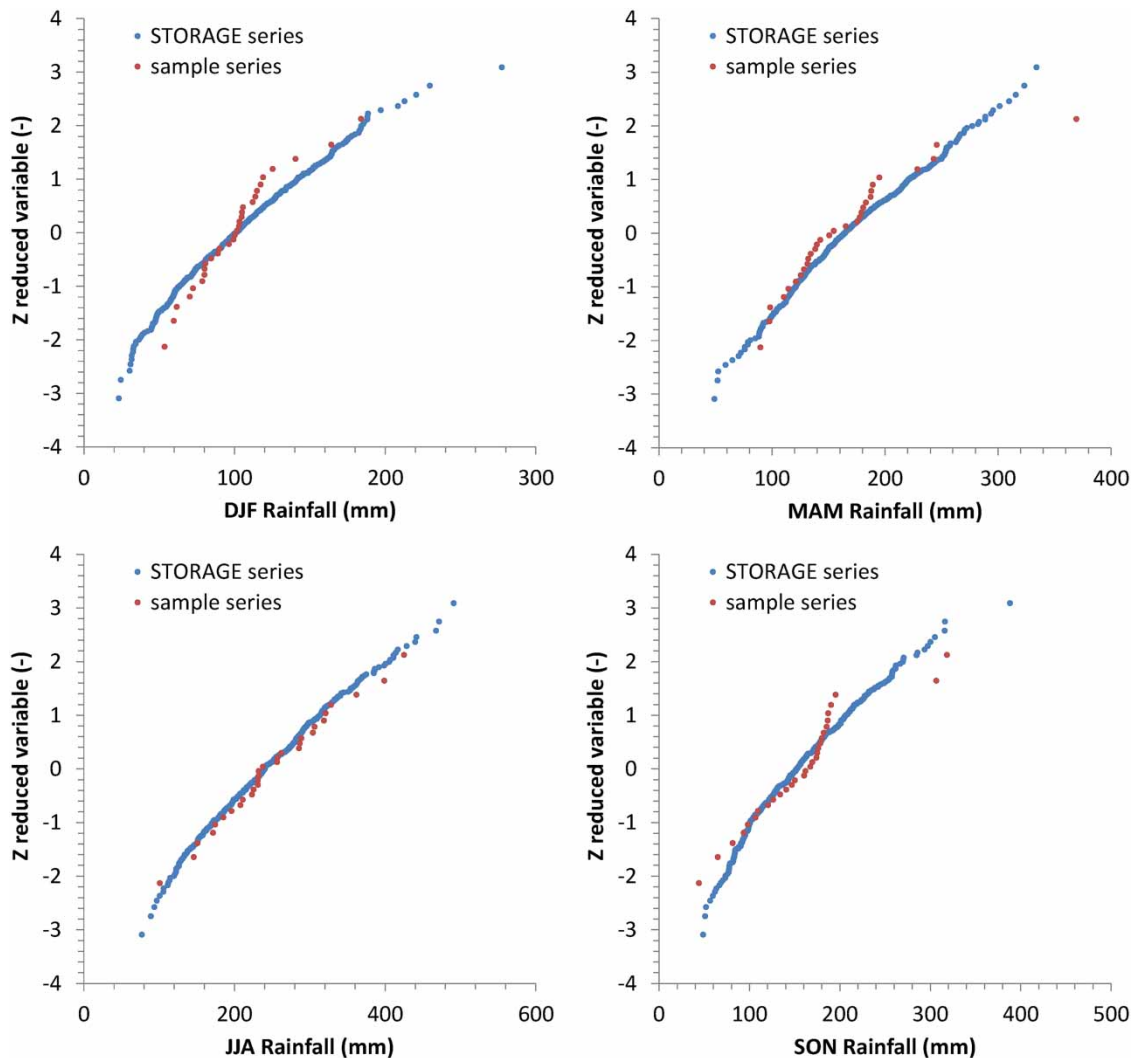 STORAGE series
sample series
4
3
2
1
0
-1
-2
-3
-4
Z reduced variable (-)
0 100 200 300
DJF Rainfall (mm)
STORAGE series
sample series
4
3
2
1
0
-1
-2
-3
-4
Z reduced variable (-)
0 100 200 300 400
MAM Rainfall (mm)
STORAGE series
sample series
4
3
2
1
0
-1
-2
-3
-4
Z reduced variable (-)
0 200 400 600
JJA Rainfall (mm)
STORAGE series
sample series
4
3
2
1
0
-1
-2
-3
-4
Z reduced variable (-)
0 100 200 300 400 500
SON Rainfall (mm)